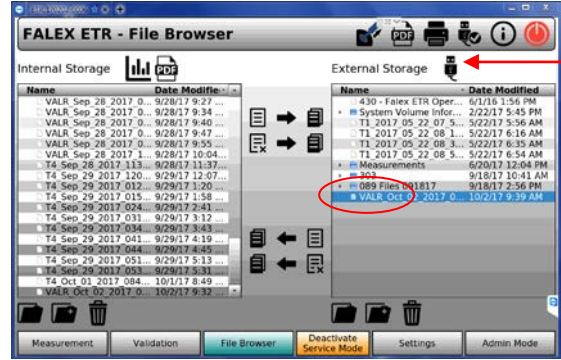 FALEX ETR - File Browser
PDF
Internal Storage
PDF
External Storage
Name Date Modifie
VALR_Sep_28_2017_0... 9/28/17 9:27 ...
VALR_Sep_28_2017_0... 9/28/17 9:34 ...
VALR_Sep_28_2017_0... 9/28/17 9:40 ...
VALR_Sep_28_2017_0... 9/28/17 9:47 ...
VALR_Sep_28_2017_0... 9/28/17 9:55 ...
VALR_Sep_28_2017_1... 9/28/17 10:04...
T4_Sep_28_2017_113... 9/28/17 11:37...
T4_Sep_29_2017_120... 9/29/17 12:07...
T4_Sep_29_2017_012... 9/29/17 1:20 ...
T4_Sep_29_2017_015... 9/29/17 1:58 ...
T4_Sep_29_2017_024... 9/29/17 2:41 ...
T4_Sep_29_2017_031... 9/29/17 3:12 ...
T4_Sep_29_2017_034... 9/29/17 3:43 ...
T4_Sep_29_2017_041... 9/29/17 4:19 ...
T4_Sep_29_2017_044... 9/29/17 4:45 ...
T4_Sep_29_2017_051... 9/29/17 5:13 ...
T4_Sep_29_2017_053... 9/29/17 5:31 ...
T4_Oct_01_2017_084... 10/1/17 8:49 ...
VALR_Oct_02_2017_0... 10/2/17 9:32 ...
Name Date Modified
430 - Falex ETR Oper... 6/1/16 1:56 PM
System Volume Infor... 2/22/17 5:45 PM
T1_2017_05_22_07_5... 5/22/17 5:56 AM
T1_2017_05_22_08_1... 5/22/17 6:16 AM
T1_2017_05_22_08_3... 5/22/17 6:35 AM
T1_2017_05_22_08_5... 5/22/17 6:54 AM
Measurements 6/20/17 12:04 PM
303 9/18/17 10:41 AM
089 Files 091817 9/18/17 2:56 PM
VALR_Oct_02_2017_0... 10/2/17 9:39 AM
Measurement
Validation
File Browser
Deactivate
Service Mode
Settings
Admin Mode